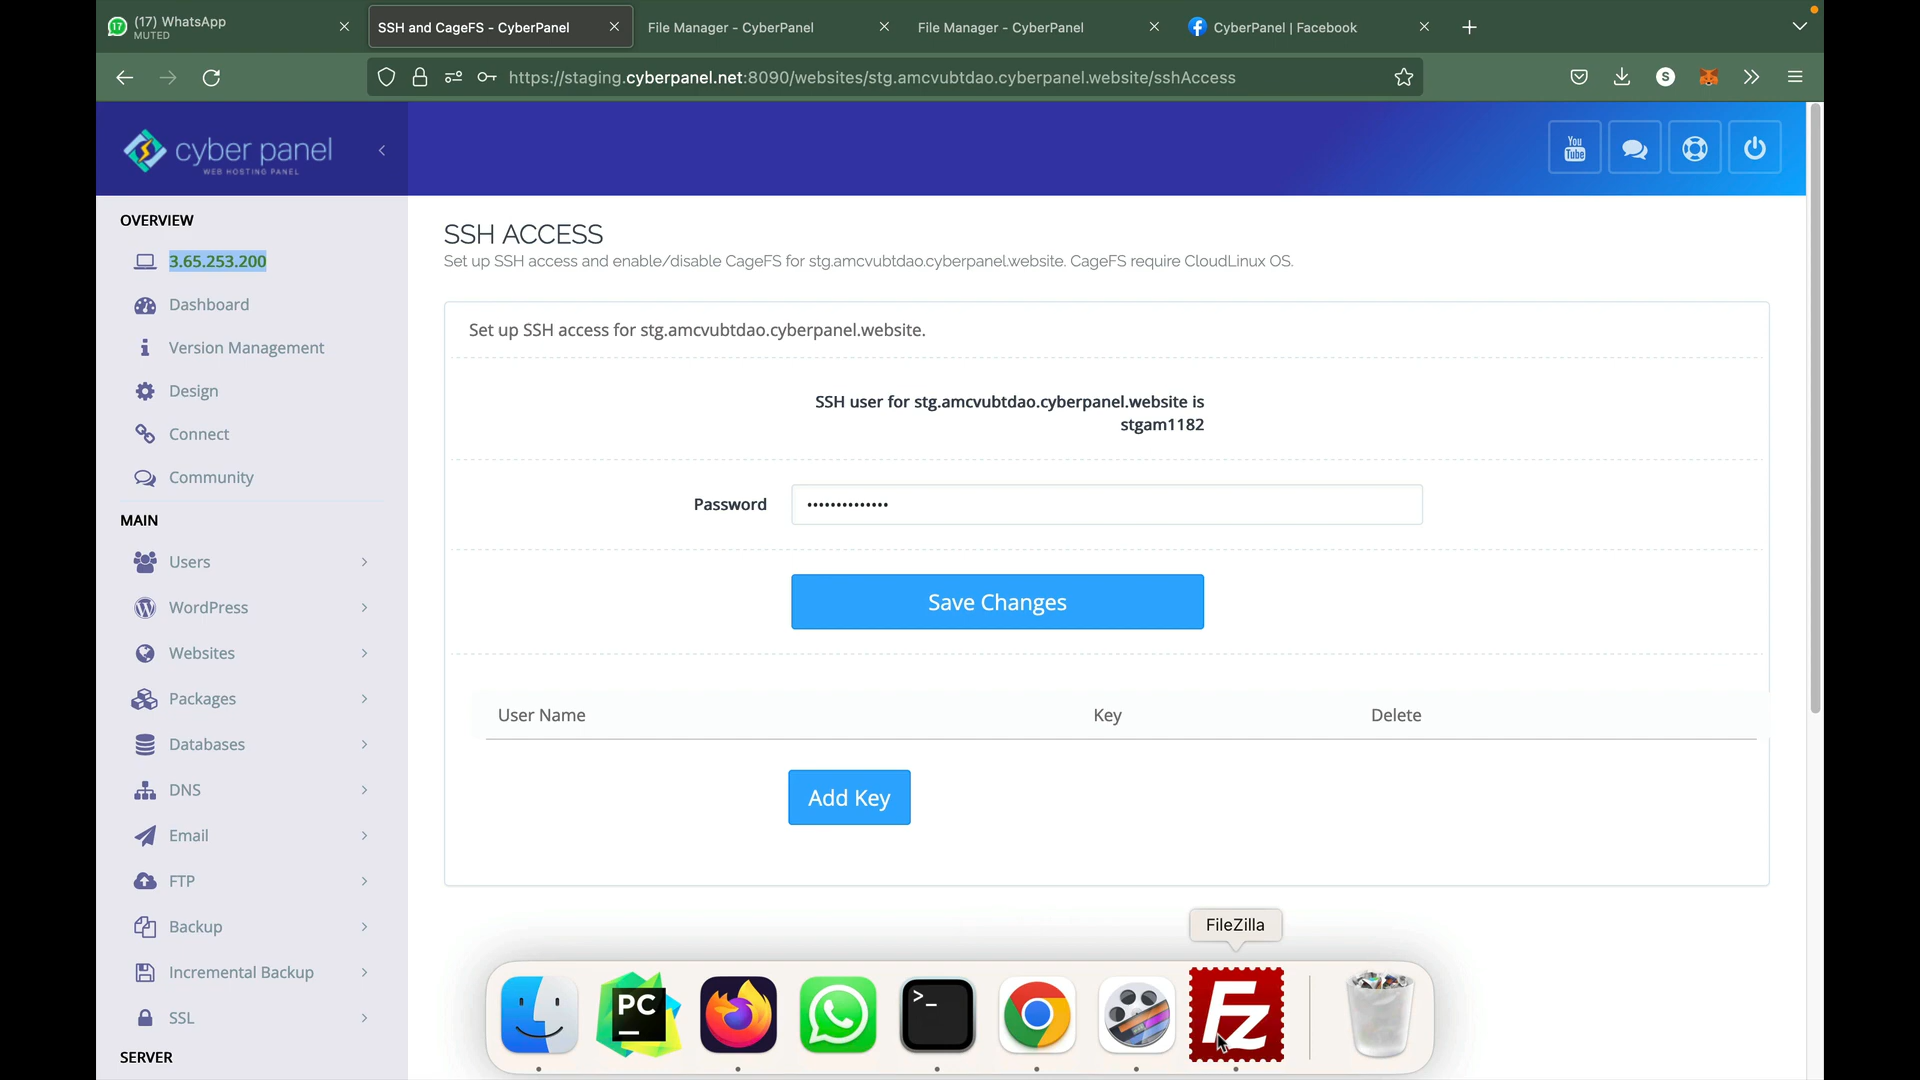 (17) WhatsApp
MUTED
SSH and CageFS - CyberPanel
File Manager - CyberPanel
File Manager - CyberPanel
CyberPanel | Facebook
https://staging.cyberpanel.net:8090/websites/stg.amcvubtdao.cyberpanel.website/sshAccess
S
cyber panel
WEB HOSTING PANEL
You
Tube
OVERVIEW
3.65.253.200
Dashboard
Version Management
Design
Connect
Community
MAIN
Users
WordPress
Websites
Packages
Databases
DNS
Email
FTP
Backup
Incremental Backup
SSL
SERVER
SSH ACCESS
Set up SSH access and enable/disable CageFS for stg.amcvubtdao.cyberpanel.website. CageFS require CloudLinux OS.
Set up SSH access for stg.amcvubtdao.cyberpanel.website.
SSH user for stg.amcvubtdao.cyberpanel.website is
stgam1182
Password
••••••••••••••
Save Changes
User Name
Key
Delete
Add Key
FileZilla
PC
>_
Fz